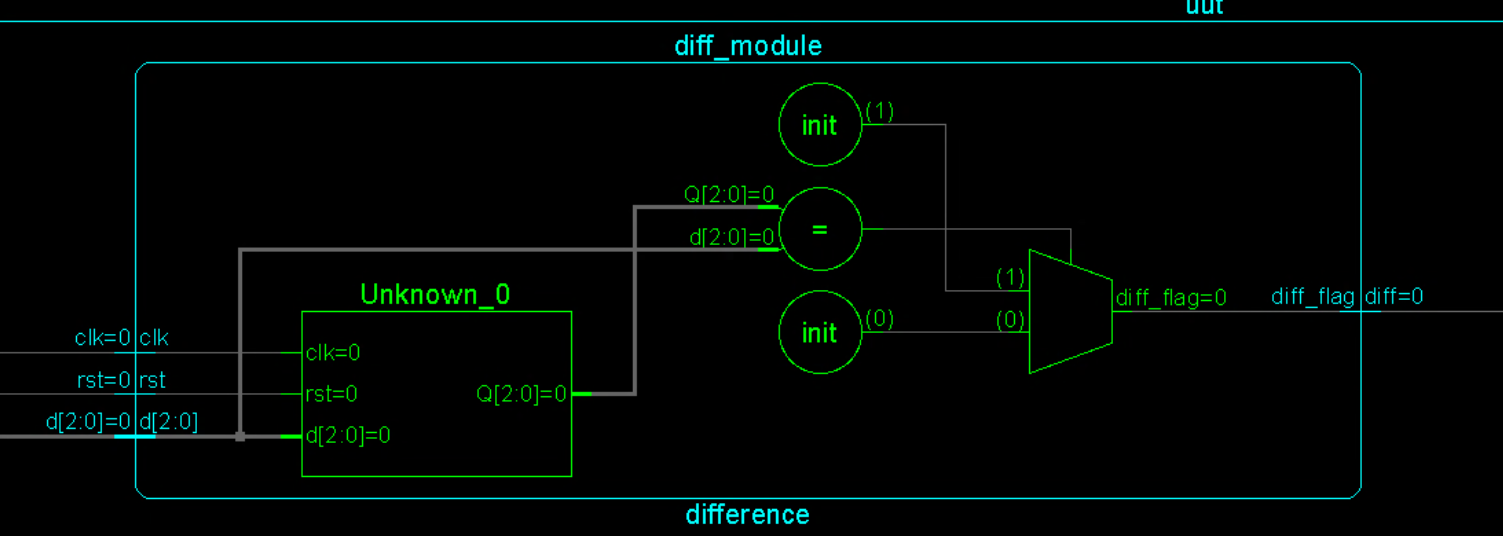 uut
diff_module
init (1)
Q[2:0]=0
=
d[2:0]=0
(1)
Unknown_0
diff_flag=0
diff_flag diff=0
init (0)
(0)
clk=0 clk
clk=0
rst=0 rst
rst=0
Q[2:0]=0
d[2:0]=0 d[2:0]
d[2:0]=0
difference